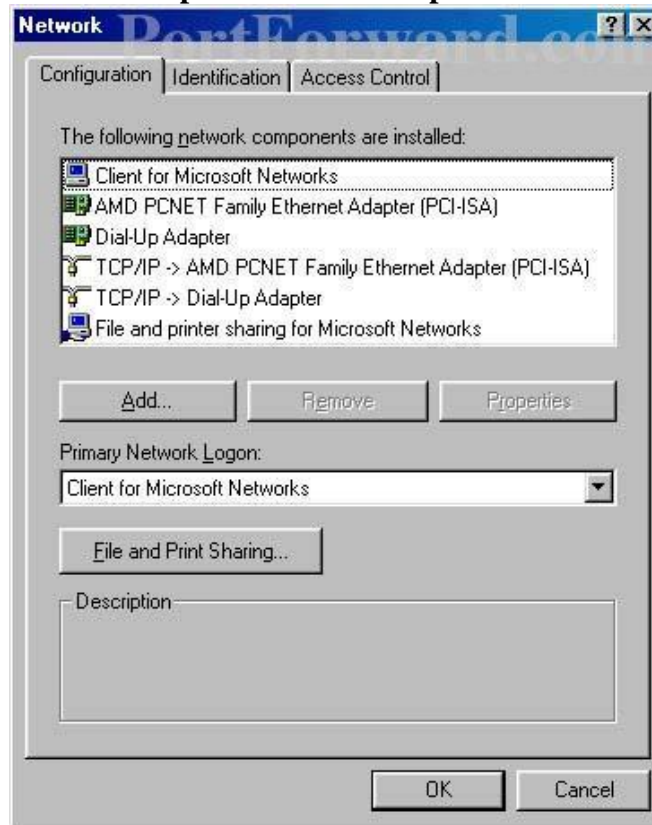 Network
PortForward.com
Configuration Identification Access Control
The following network components are installed:
Client for Microsoft Networks
AMD PCNET Family Ethernet Adapter (PCI-ISA)
Dial-Up Adapter
TCP/IP -> AMD PCNET Family Ethernet Adapter (PCI-ISA)
TCP/IP -> Dial-Up Adapter
File and printer sharing for Microsoft Networks
Add... Remove Properties
Primary Network Logon:
Client for Microsoft Networks
File and Print Sharing...
Description
OK Cancel